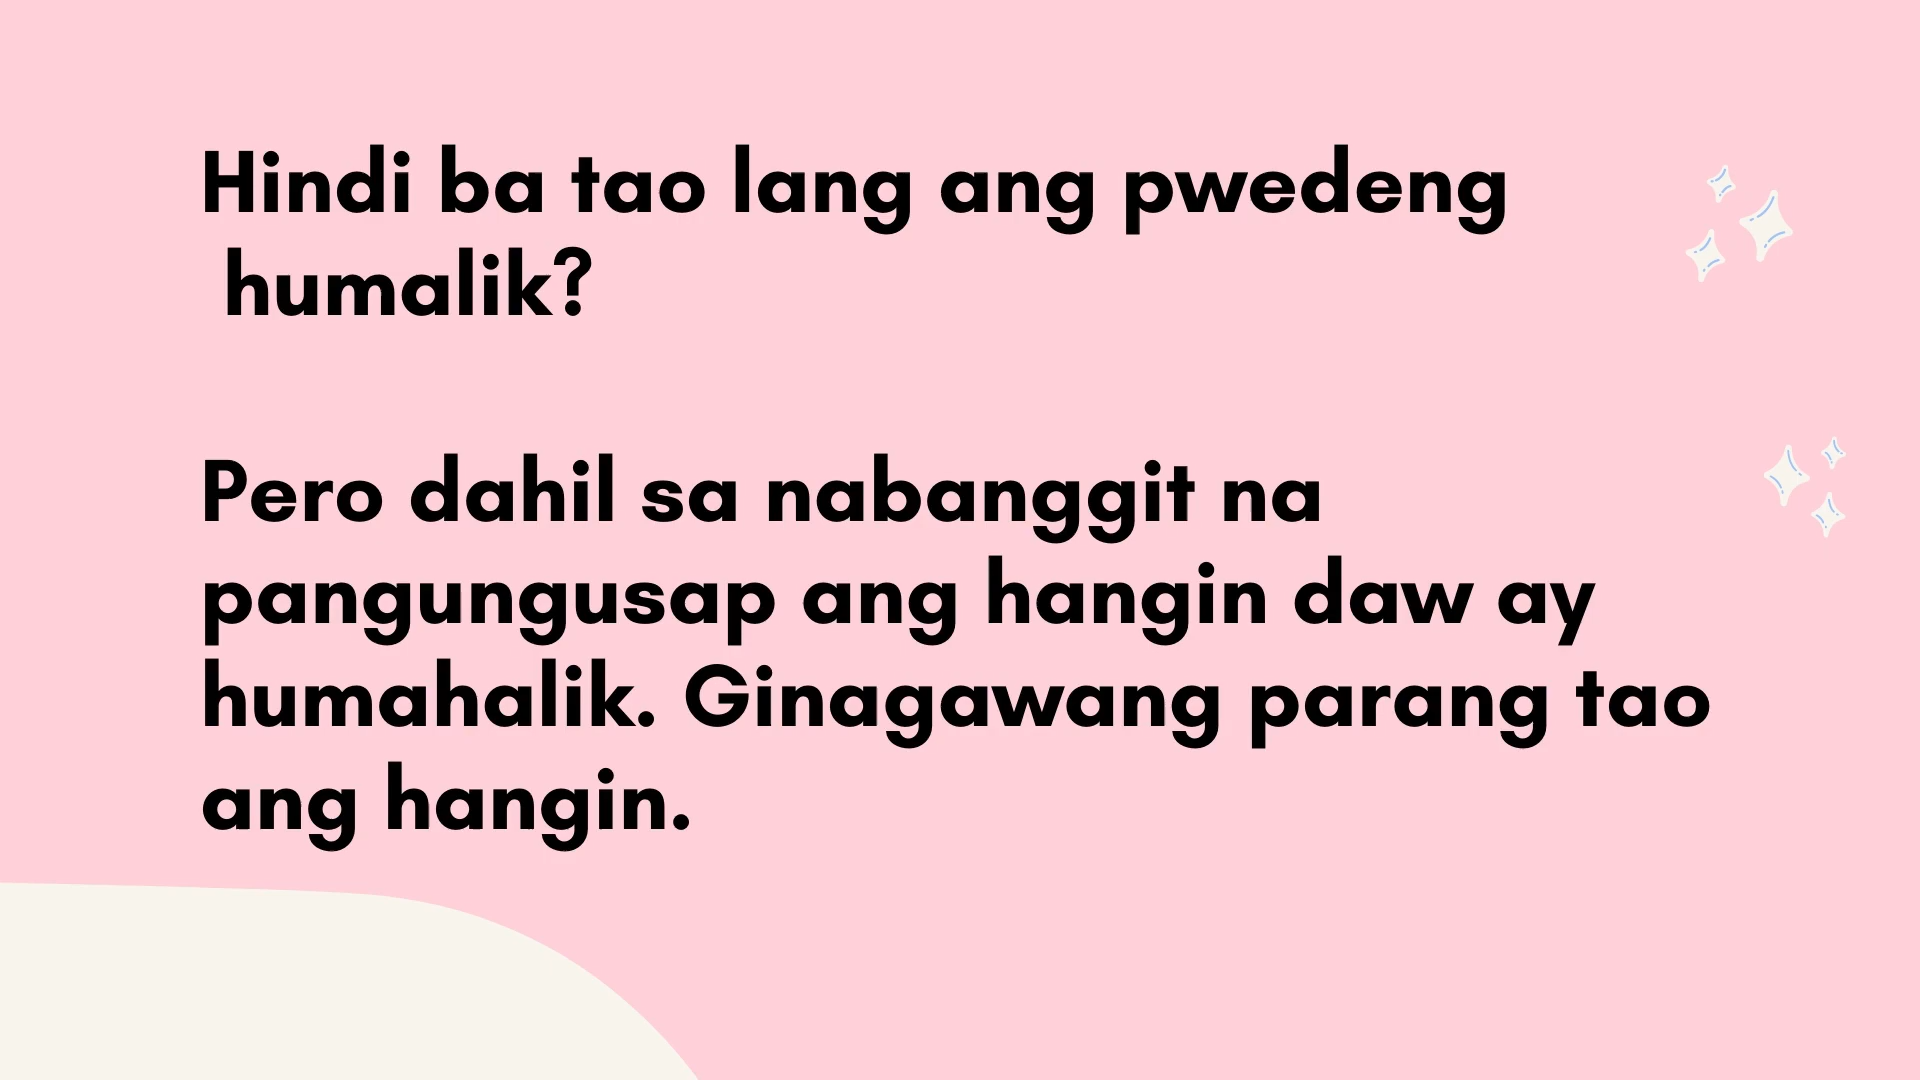 Hindi ba tao lang ang pwedeng
humalik?
Pero dahil sa nabanggit na
pangungusap ang hangin daw ay
humahalik. Ginagawang parang tao
ang hangin.